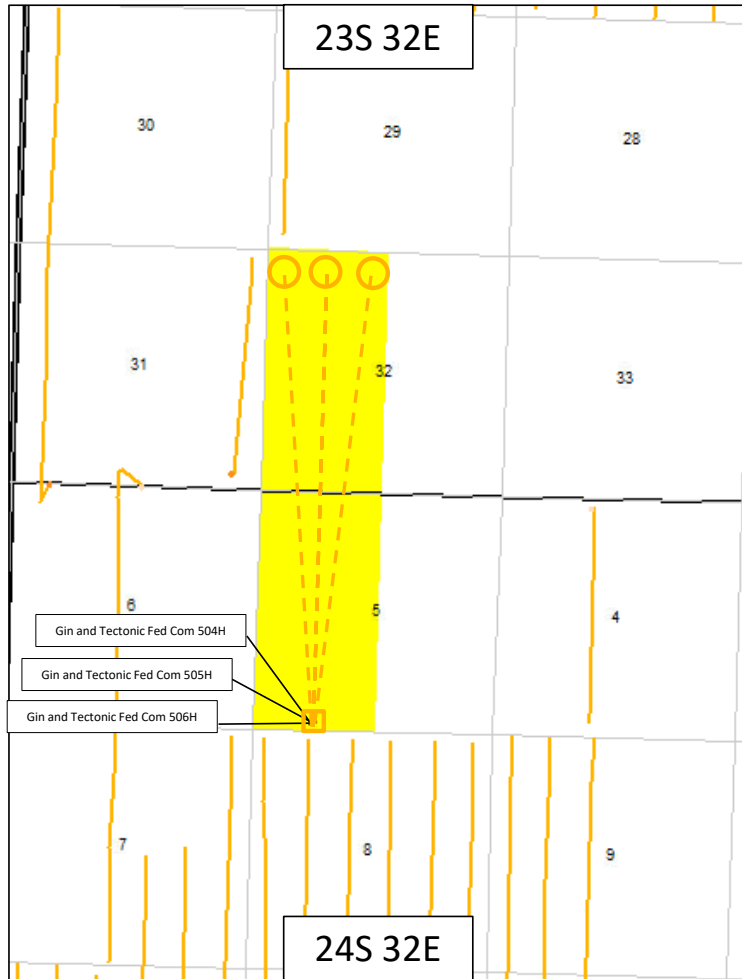 23S 32E
30
29
28
31
32
33
6
5
4
Gin and Tectonic Fed Com 504H
Gin and Tectonic Fed Com 505H
Gin and Tectonic Fed Com 506H
7
8
9
24S 32E